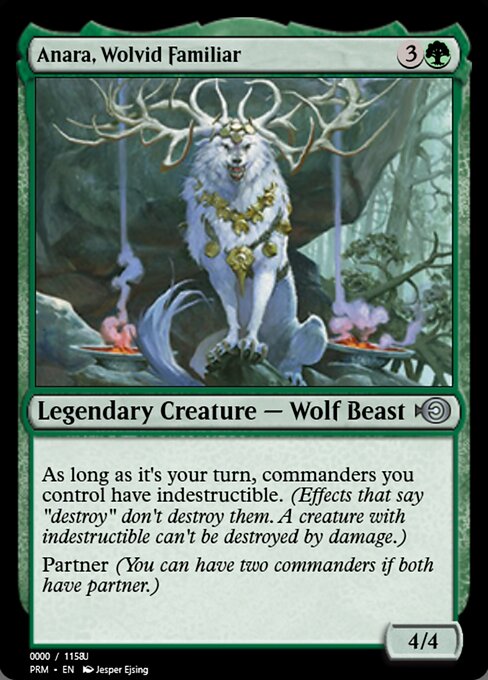 Anara, Wolvid Familiar 3
Legendary Creature — Wolf Beast
As long as it's your turn, commanders you
control have indestructible. (Effects that say
"destroy" don't destroy them. A creature with
indestructible can't be destroyed by damage.)
Partner (You can have two commanders if both
have partner.)
4/4
0000 / 1158U
PRM • EN Jesper Ejsing